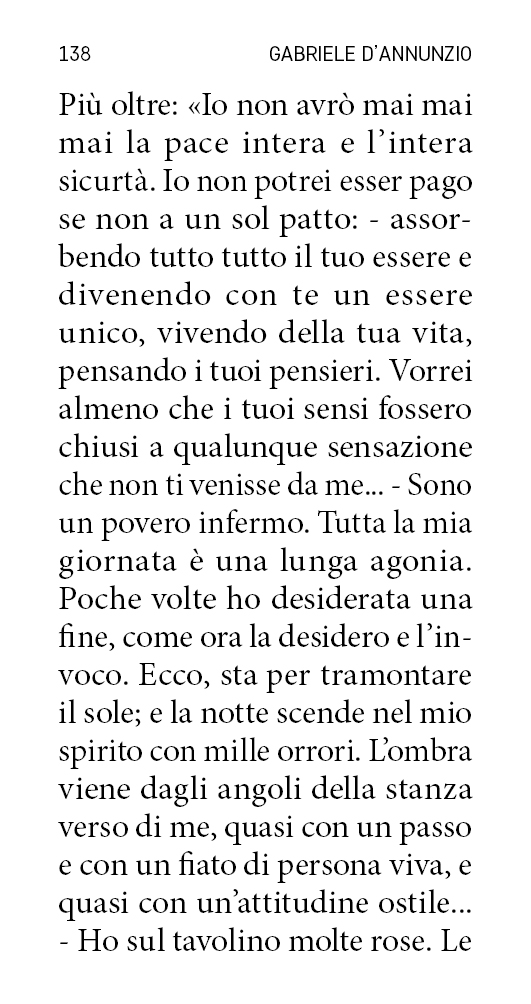 138 GABRIELE D'ANNUNZIO
Più oltre: «Io non avrò mai mai
mai la pace intera e l'intera
sicurtà. Io non potrei esser pago
se non a un sol patto: - assor-
bendo tutto tutto il tuo essere e
divenendo con te un essere
unico, vivendo della tua vita,
pensando i tuoi pensieri. Vorrei
almeno che i tuoi sensi fossero
chiusi a qualunque sensazione
che non ti venisse da me... - Sono
un povero infermo. Tutta la mia
giornata è una lunga agonia.
Poche volte ho desiderata una
fine, come ora la desidero e l'in-
voco. Ecco, sta per tramontare
il sole; e la notte scende nel mio
spirito con mille orrori. L'ombra
viene dagli angoli della stanza
verso di me, quasi con un passo
e con un fiato di persona viva, e
quasi con un'attitudine ostile...
- Ho sul tavolino molte rose. Le